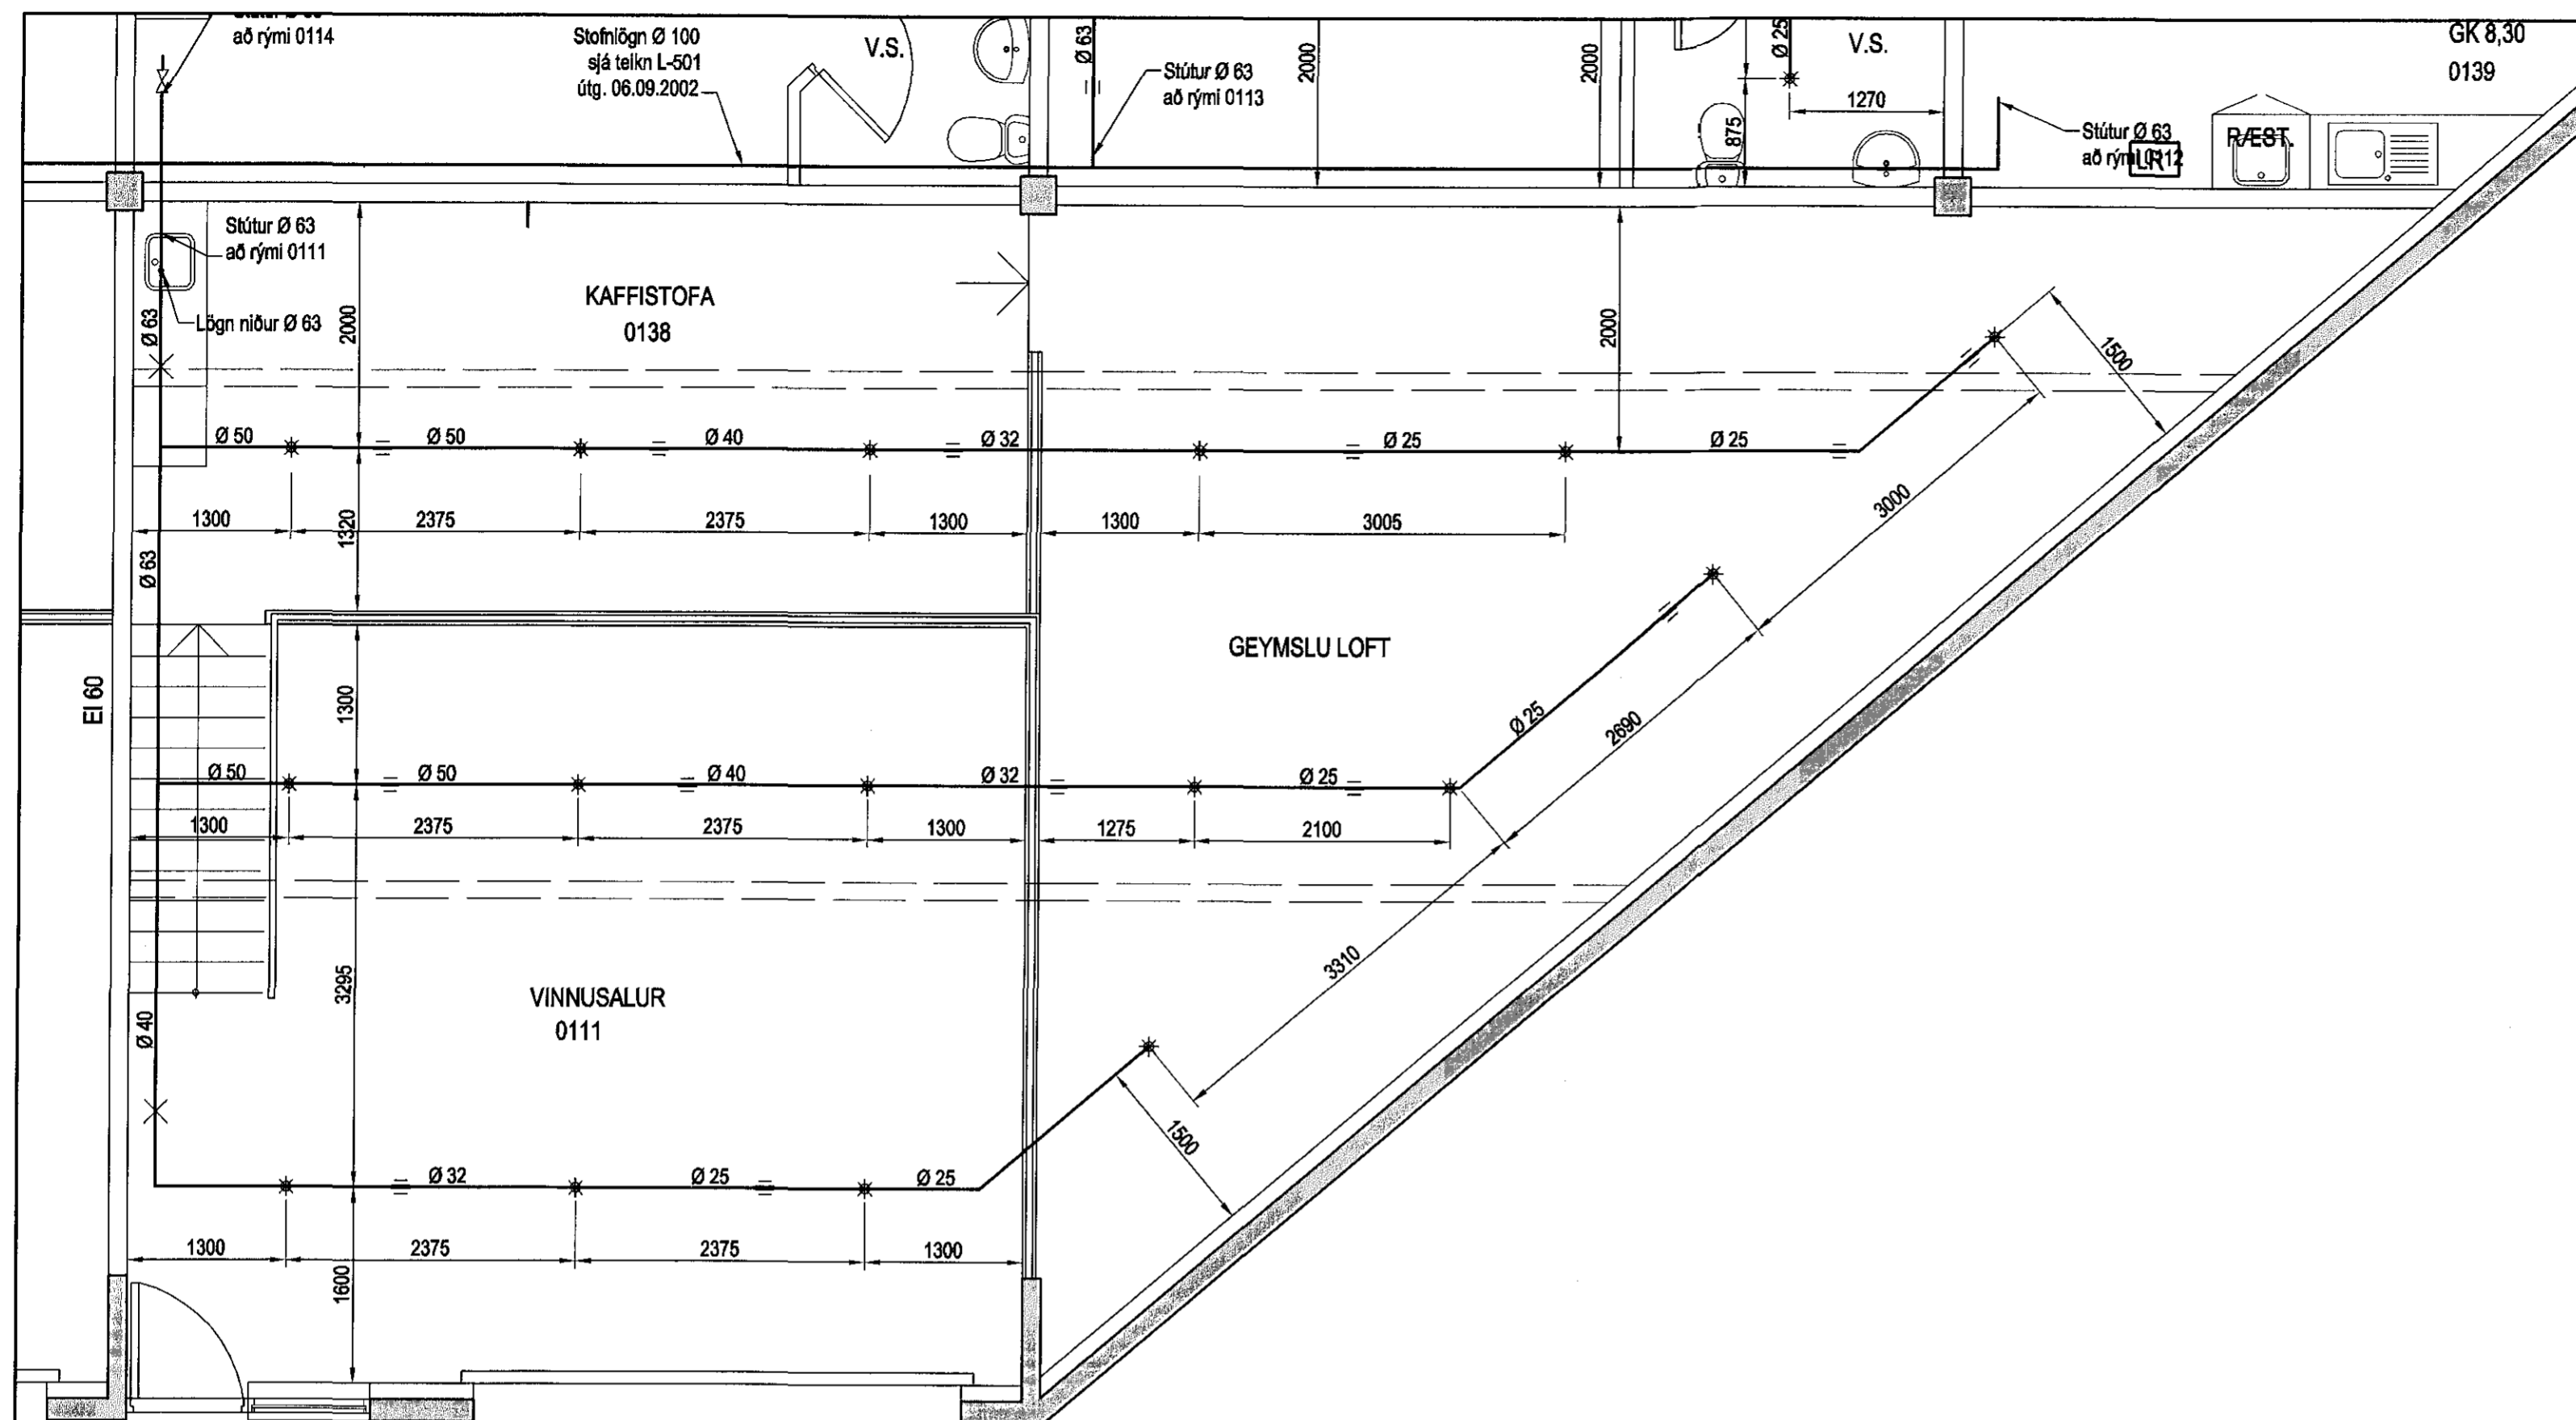 að rými 0114
Stofnlögn Ø 100
sjá teikn L-501
útg. 06.09.2002
V.S.
Ø 63
Stútur Ø 63
að rými 0113
2000
2000
Ø 25
V.S.
875
1270
Stútur Ø 63
að rými 0112
LR
RÆST.
GK 8,30
0139
Stútur Ø 63
að rými 0111
Lögn niður Ø 63
Ø 63
2000
KAFFISTOFA
0138
2000
1500
Ø 50
Ø 50
Ø 40
Ø 32
Ø 25
Ø 25
1300
2375
2375
1300
1300
3005
3000
1320
Ø 63
GEYMSLU LOFT
EI 60
1300
Ø 25
2690
Ø 50
Ø 50
Ø 40
Ø 32
Ø 25
1300
2375
2375
1300
1275
2100
3295
3310
VINNUSALUR
0111
Ø 40
1500
Ø 32
Ø 25
Ø 25
1300
2375
2375
1300
1600